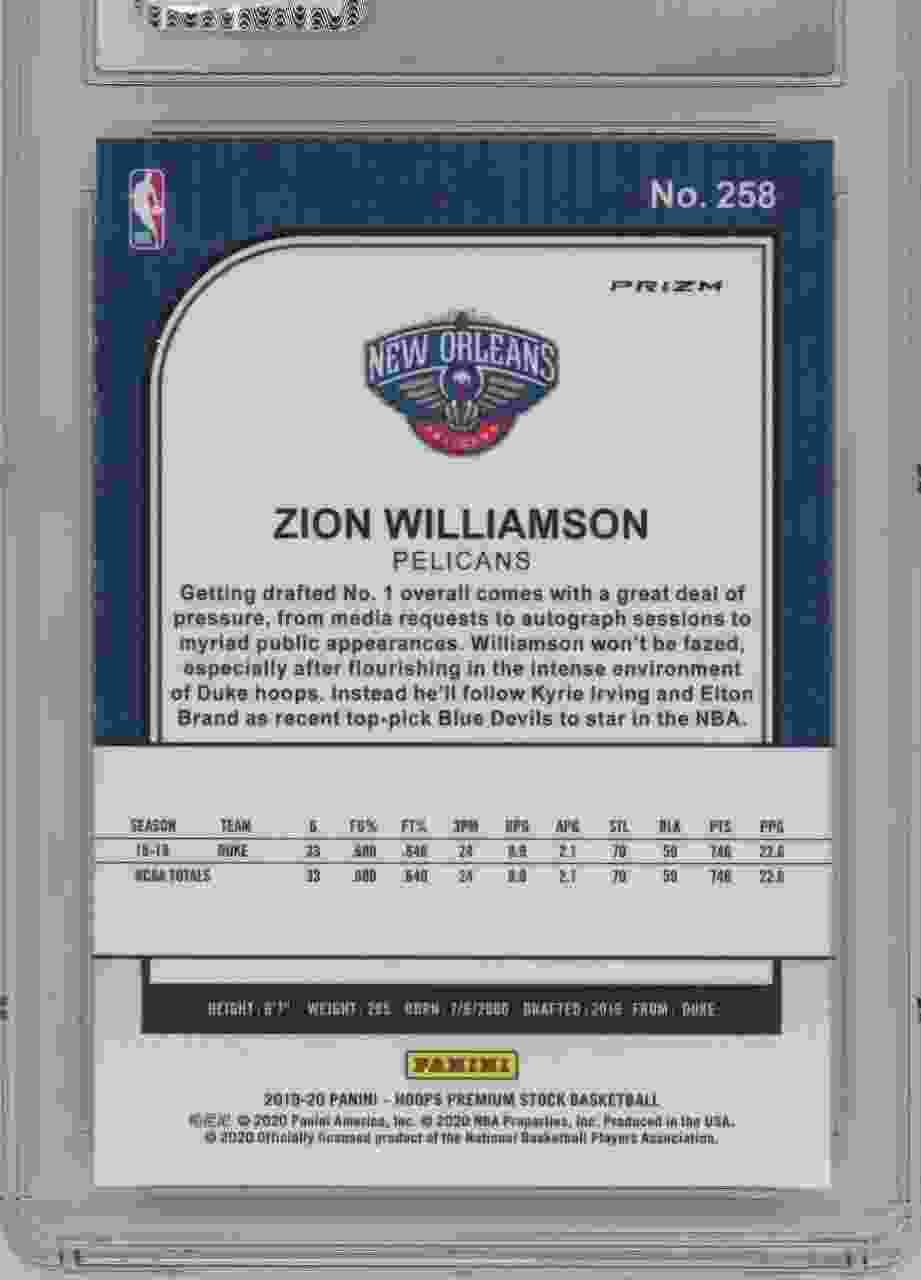 No. 258
PRIZM
NEW ORLEANS
PELICANS
ZION WILLIAMSON
PELICANS
Getting drafted No. 1 overall comes with a great deal of
pressure, from media requests to autograph sessions to
myriad public appearances. Williamson won't be fazed,
especially after flourishing in the intense environment
of Duke hoops. Instead he'll follow Kyrie Irving and Elton
Brand as recent top-pick Blue Devils to star in the NBA.
SEASON TEAM G FG% FT% 3PM RPG APG STL BLK PTS PPG
18-19 DUKE 33 .680 .640 24 8.9 2.1 70 59 746 22.6
NCAA TOTALS 33 .680 .640 24 8.9 2.1 70 59 746 22.6
HEIGHT: 6'7" WEIGHT: 285 BORN: 7/6/2000 DRAFTED: 2019 FROM: DUKE
PANINI
2019-20 PANINI - HOOPS PREMIUM STOCK BASKETBALL
© 2020 Panini America, Inc. © 2020 NBA Properties, Inc. Produced in the USA.
© 2020 Officially licensed product of the National Basketball Players Association.